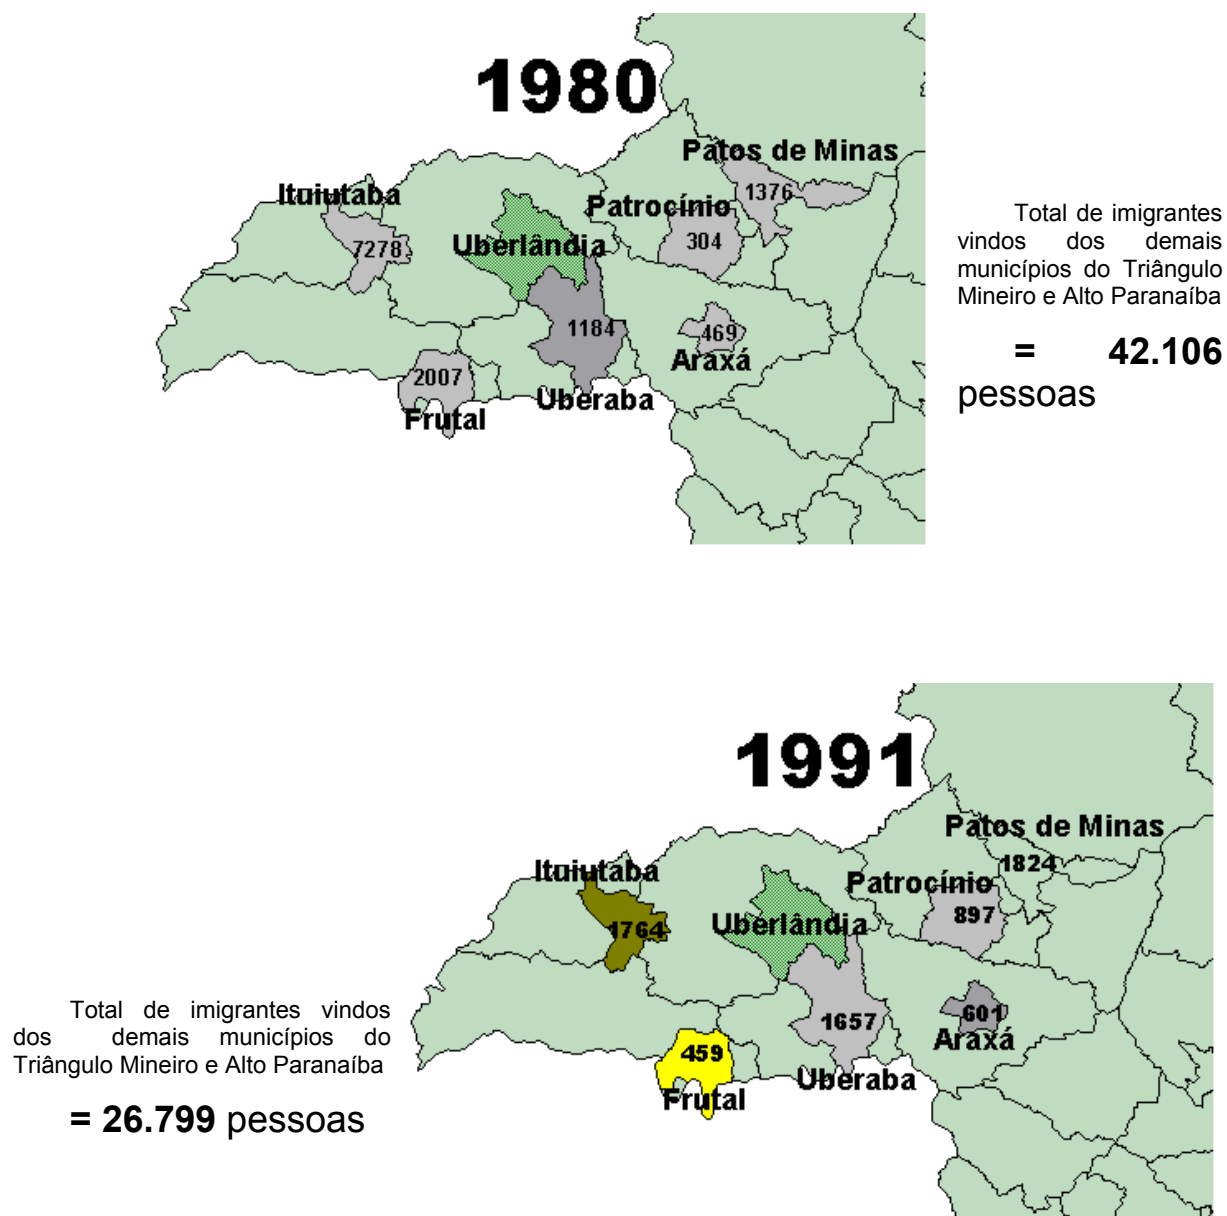 1980
Patos de Minas
1376
Ituiutaba
Patrocínio
7278
Uberlândia
304
1184
469
Araxá
2007
Uberaba
Frutal
Total de imigrantes
vindos dos demais
municípios do Triângulo
Mineiro e Alto Paranaíba
= 42.106
pessoas
1991
Patos de Minas
1824
Ituiutaba
Patrocínio
1764
Uberlândia
897
1657
601
Araxá
459
Uberaba
Frutal
Total de imigrantes vindos
dos demais municípios do
Triângulo Mineiro e Alto Paranaíba
= 26.799 pessoas